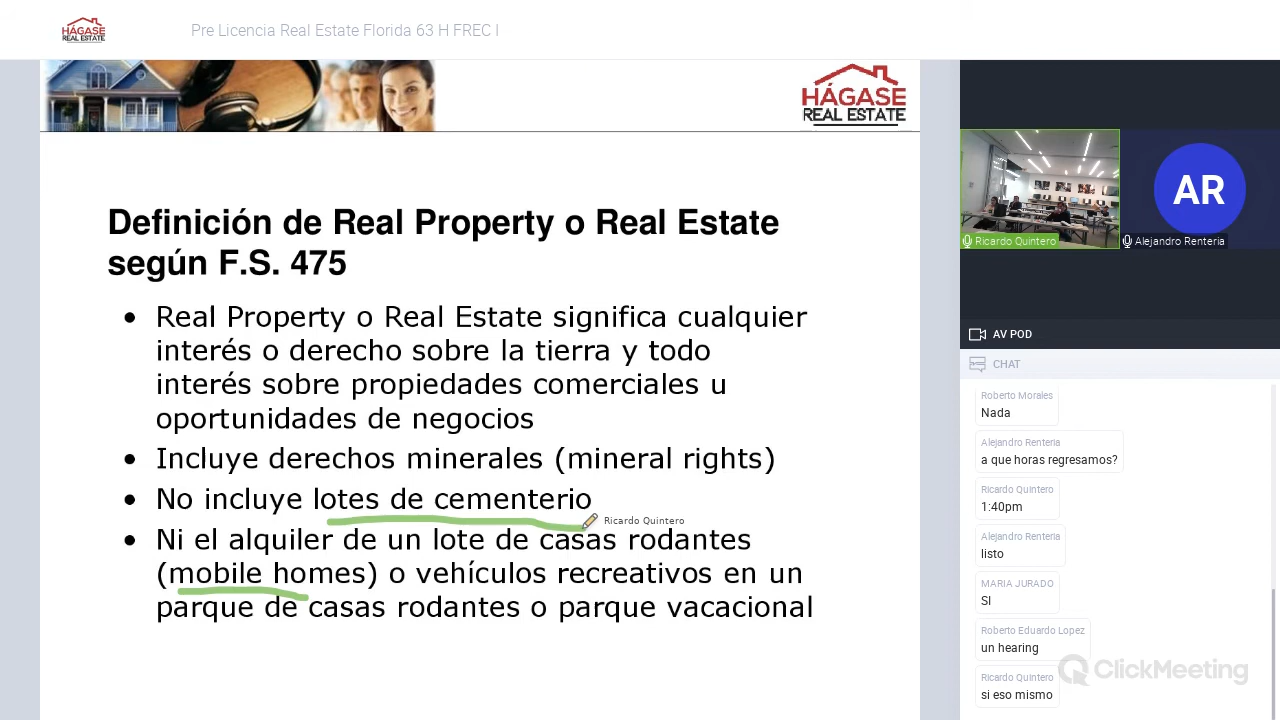 HÁGASE
REAL ESTATE
Pre Licencia Real Estate Florida 63 H FREC I
HÁGASE
REAL ESTATE
Definición de Real Property o Real Estate
según F.S. 475
• Real Property o Real Estate significa cualquier
interés o derecho sobre la tierra y todo
interés sobre propiedades comerciales u
oportunidades de negocios
• Incluye derechos minerales (mineral rights)
• No incluye lotes de cementerio
Ricardo Quintero
• Ni el alquiler de un lote de casas rodantes
(mobile homes) o vehículos recreativos en un
parque de casas rodantes o parque vacacional
AR
Ricardo Quintero
Alejandro Renteria
AV POD
CHAT
Roberto Morales
Nada
Alejandro Renteria
a que horas regresamos?
Ricardo Quintero
1:40pm
Alejandro Renteria
listo
MARIA JURADO
SI
Roberto Eduardo Lopez
un hearing
Ricardo Quintero
si eso mismo
ClickMeeting